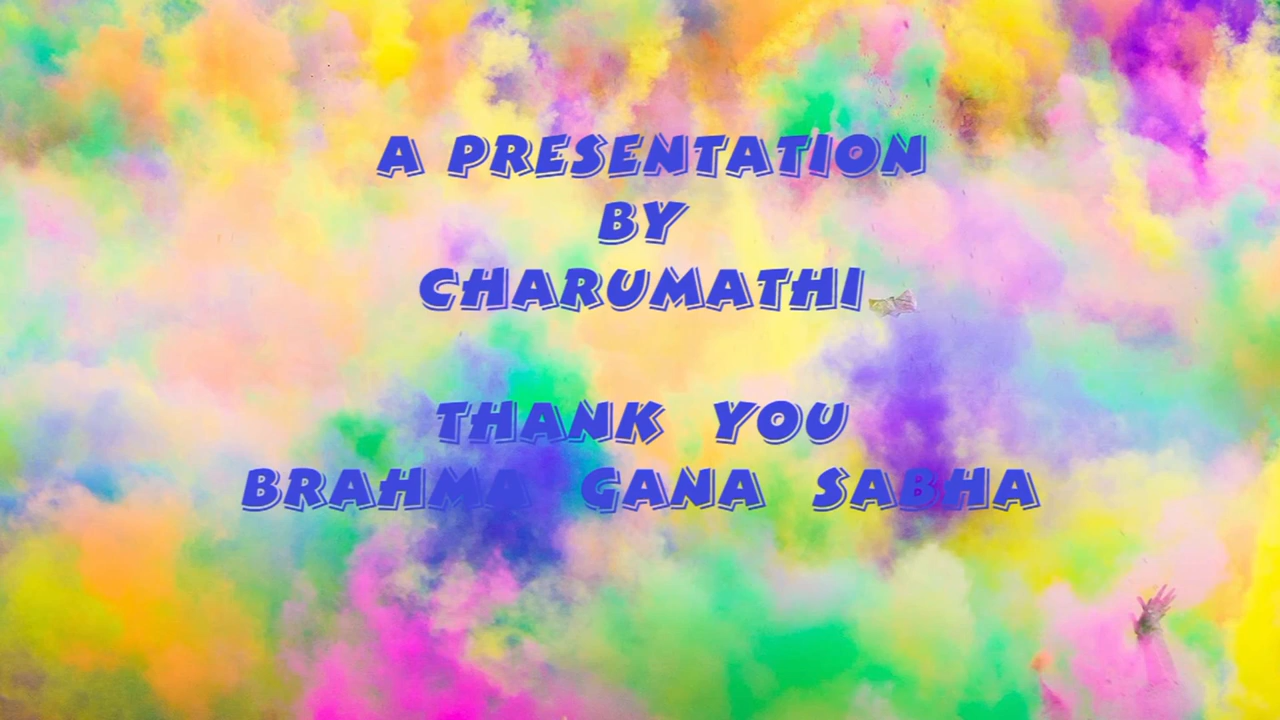 A PRESENTATION
BY
CHARUMATHI
THANK YOU
BRAHMA GANA SABHA